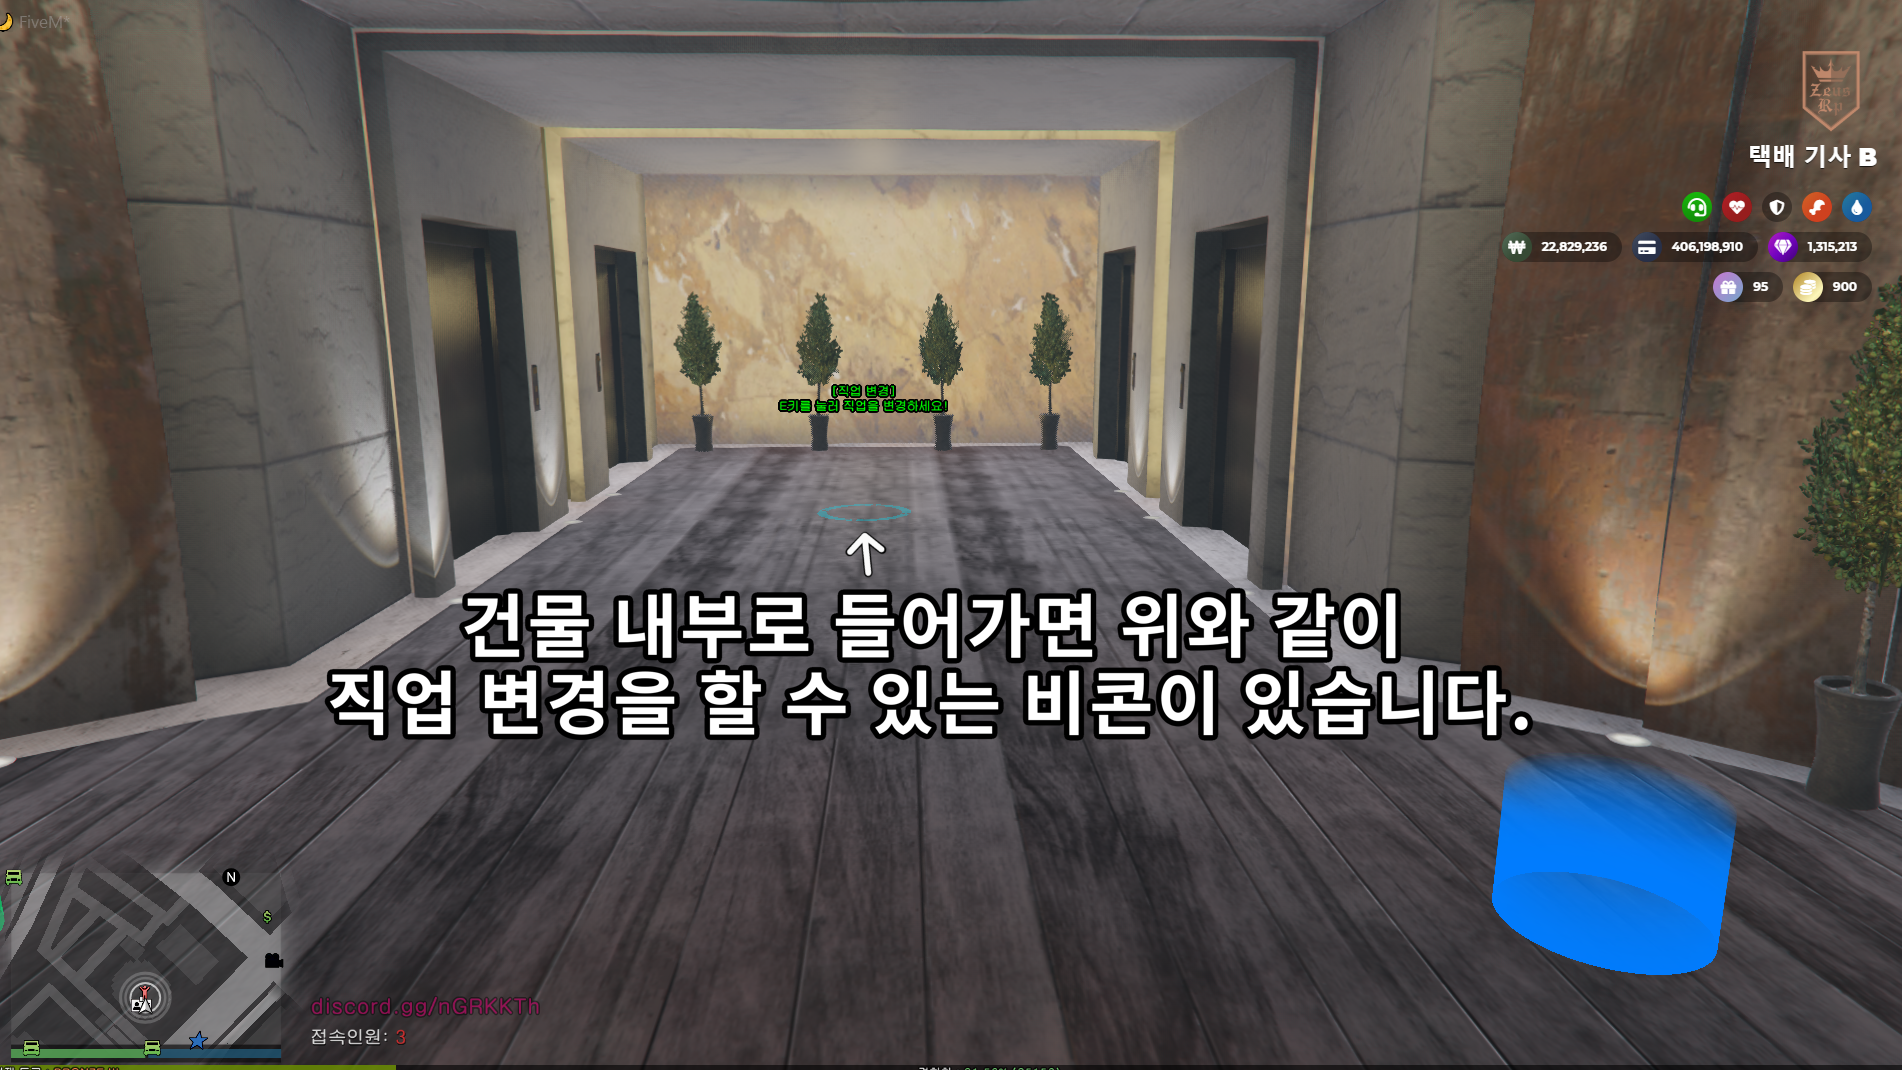 FiveM
Zeus
Rp
택배 기사 B
22,829,236
406,198,910
1,315,213
95
900
[직업 변경]
E키를 눌러 직업을 변경하세요!
건물 내부로 들어가면 위와 같이
직업 변경을 할 수 있는 비콘이 있습니다.
N
$
discord.gg/nGRKKTh
접속인원: 3